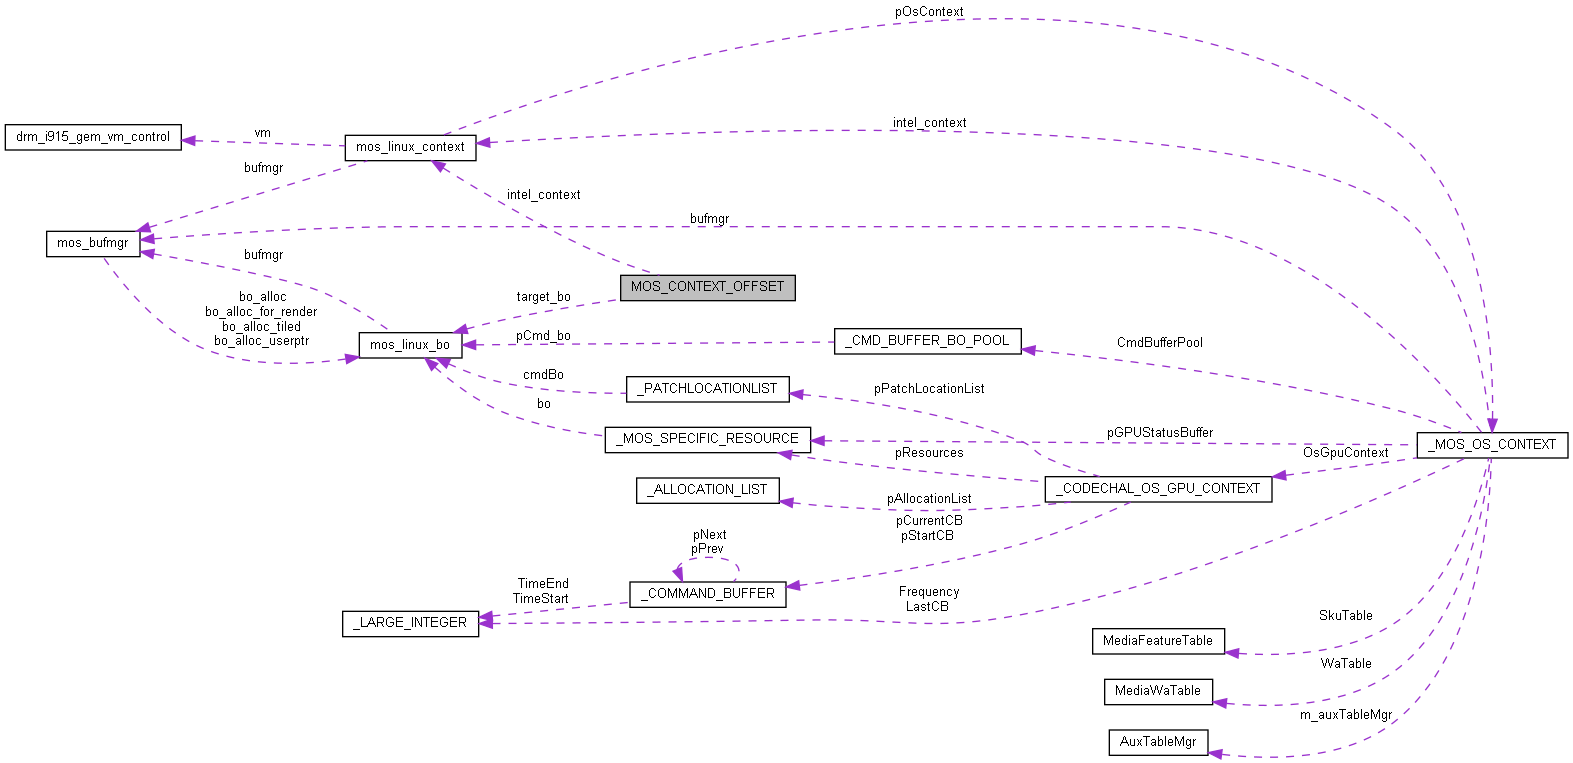 pOsContext
intel_context
drm_i915_gem_vm_control
vm
mos_linux_context
bufmgr
intel_context
bufmgr
mos_bufmgr
bufmgr
MOS_CONTEXT_OFFSET
bo_alloc
bo_alloc_for_render
bo_alloc_tiled
bo_alloc_userptr
target_bo
mos_linux_bo
pCmd_bo
_CMD_BUFFER_BO_POOL
CmdBufferPool
cmdBo
_PATCHLOCATIONLIST
pPatchLocationList
bo
_MOS_SPECIFIC_RESOURCE
pGPUStatusBuffer
_MOS_OS_CONTEXT
pResources
OsGpuContext
_ALLOCATION_LIST
pAllocationList
_CODECHAL_OS_GPU_CONTEXT
pCurrentCB
pStartCB
pNext
pPrev
TimeEnd
TimeStart
_COMMAND_BUFFER
Frequency
LastCB
_LARGE_INTEGER
SkuTable
MediaFeatureTable
WaTable
MediaWaTable
m_auxTableMgr
AuxTableMgr